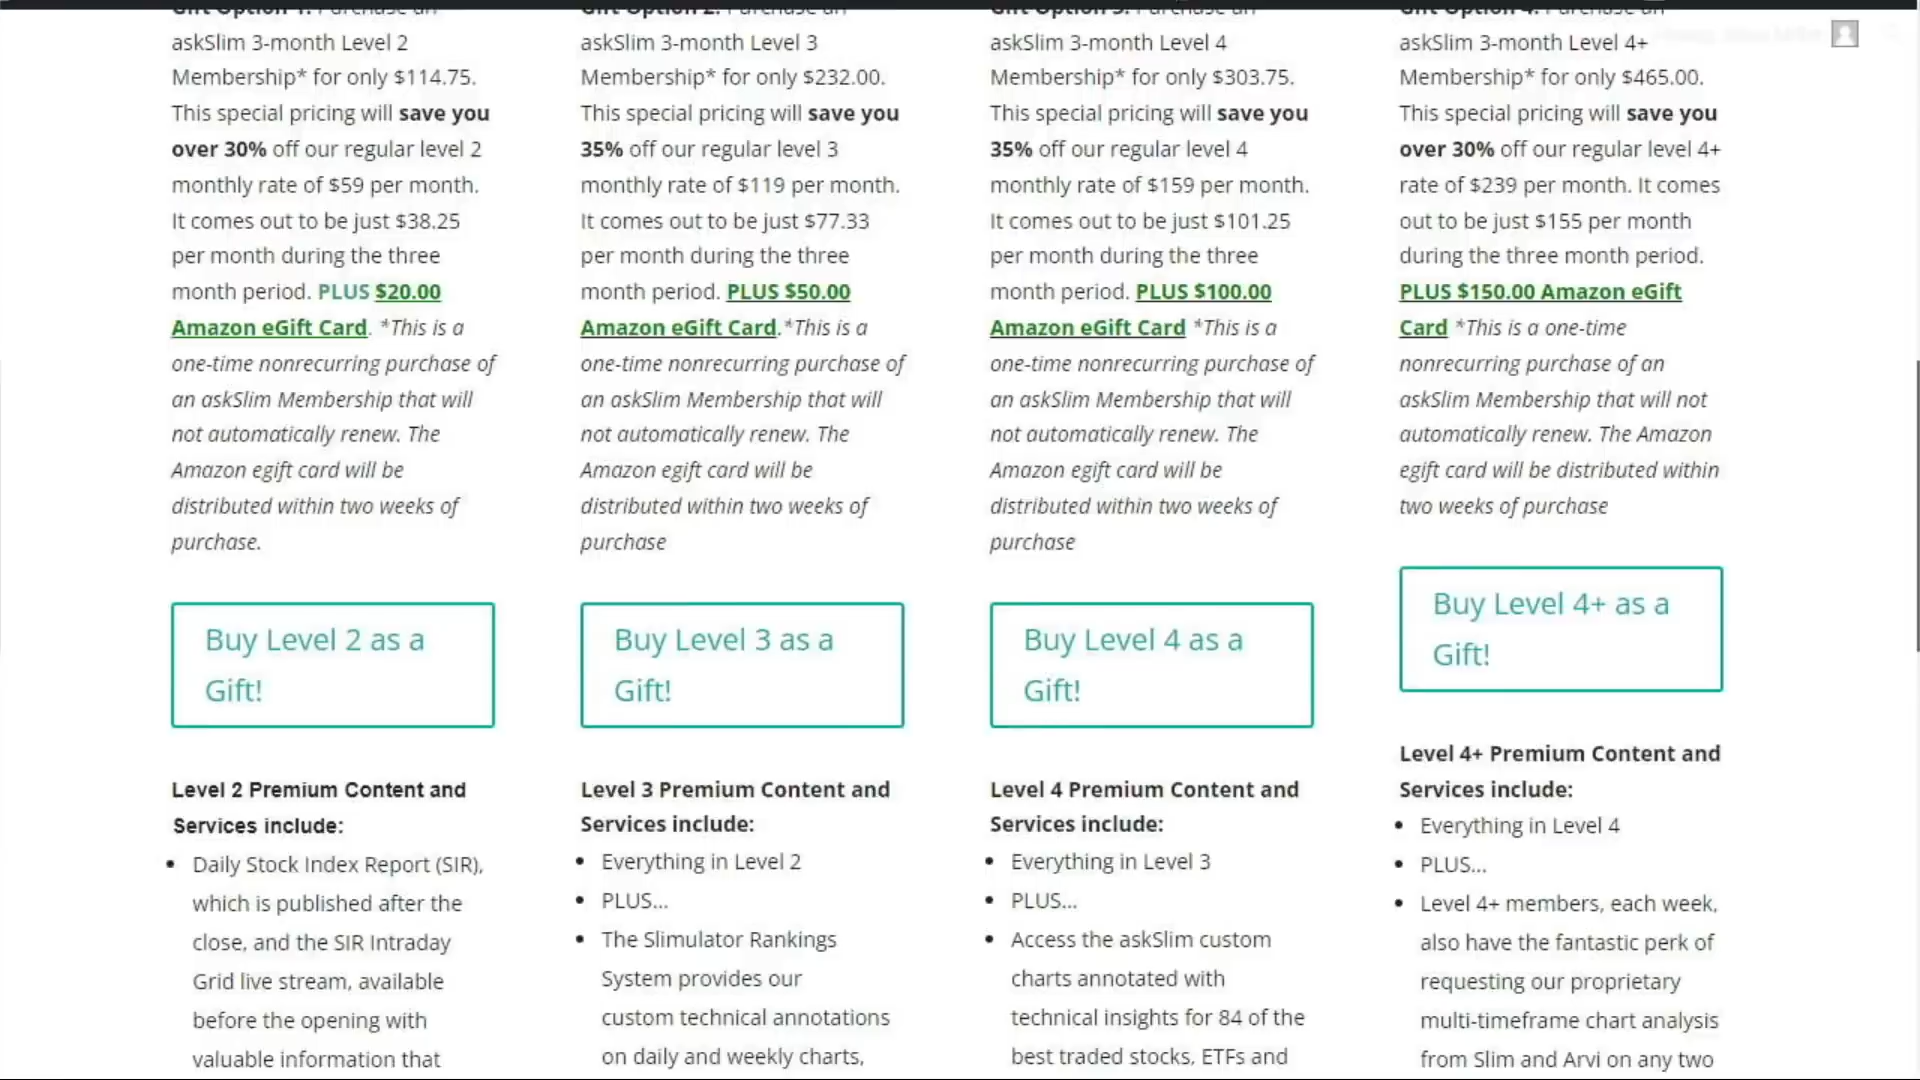 Gift Option 1: Purchase an
askSlim 3-month Level 2
Membership* for only $114.75.
This special pricing will save you
over 30% off our regular level 2
monthly rate of $59 per month.
It comes out to be just $38.25
per month during the three
month period. PLUS $20.00
Amazon eGift Card. *This is a
one-time nonrecurring purchase of
an askSlim Membership that will
not automatically renew. The
Amazon egift card will be
distributed within two weeks of
purchase.
Buy Level 2 as a
Gift!
Level 2 Premium Content and
Services include:
• Daily Stock Index Report (SIR),
which is published after the
close, and the SIR Intraday
Grid live stream, available
before the opening with
valuable information that
Gift Option 2: Purchase an
askSlim 3-month Level 3
Membership* for only $232.00.
This special pricing will save you
35% off our regular level 3
monthly rate of $119 per month.
It comes out to be just $77.33
per month during the three
month period. PLUS $50.00
Amazon eGift Card.*This is a
one-time nonrecurring purchase of
an askSlim Membership that will
not automatically renew. The
Amazon egift card will be
distributed within two weeks of
purchase
Buy Level 3 as a
Gift!
Level 3 Premium Content and
Services include:
• Everything in Level 2
• PLUS...
• The Slimulator Rankings
System provides our
custom technical annotations
on daily and weekly charts,
Gift Option 3: Purchase an
askSlim 3-month Level 4
Membership* for only $303.75.
This special pricing will save you
35% off our regular level 4
monthly rate of $159 per month.
It comes out to be just $101.25
per month during the three
month period. PLUS $100.00
Amazon eGift Card *This is a
one-time nonrecurring purchase of
an askSlim Membership that will
not automatically renew. The
Amazon egift card will be
distributed within two weeks of
purchase
Buy Level 4 as a
Gift!
Level 4 Premium Content and
Services include:
• Everything in Level 3
• PLUS...
• Access the askSlim custom
charts annotated with
technical insights for 84 of the
best traded stocks, ETFs and
Gift Option 4: Purchase an
askSlim 3-month Level 4+
Membership* for only $465.00.
This special pricing will save you
over 30% off our regular level 4+
rate of $239 per month. It comes
out to be just $155 per month
during the three month period.
PLUS $150.00 Amazon eGift
Card *This is a one-time
nonrecurring purchase of an
askSlim Membership that will not
automatically renew. The Amazon
egift card will be distributed within
two weeks of purchase
Buy Level 4+ as a
Gift!
Level 4+ Premium Content and
Services include:
• Everything in Level 4
• PLUS...
• Level 4+ members, each week,
also have the fantastic perk of
requesting our proprietary
multi-timeframe chart analysis
from Slim and Arvi on any two